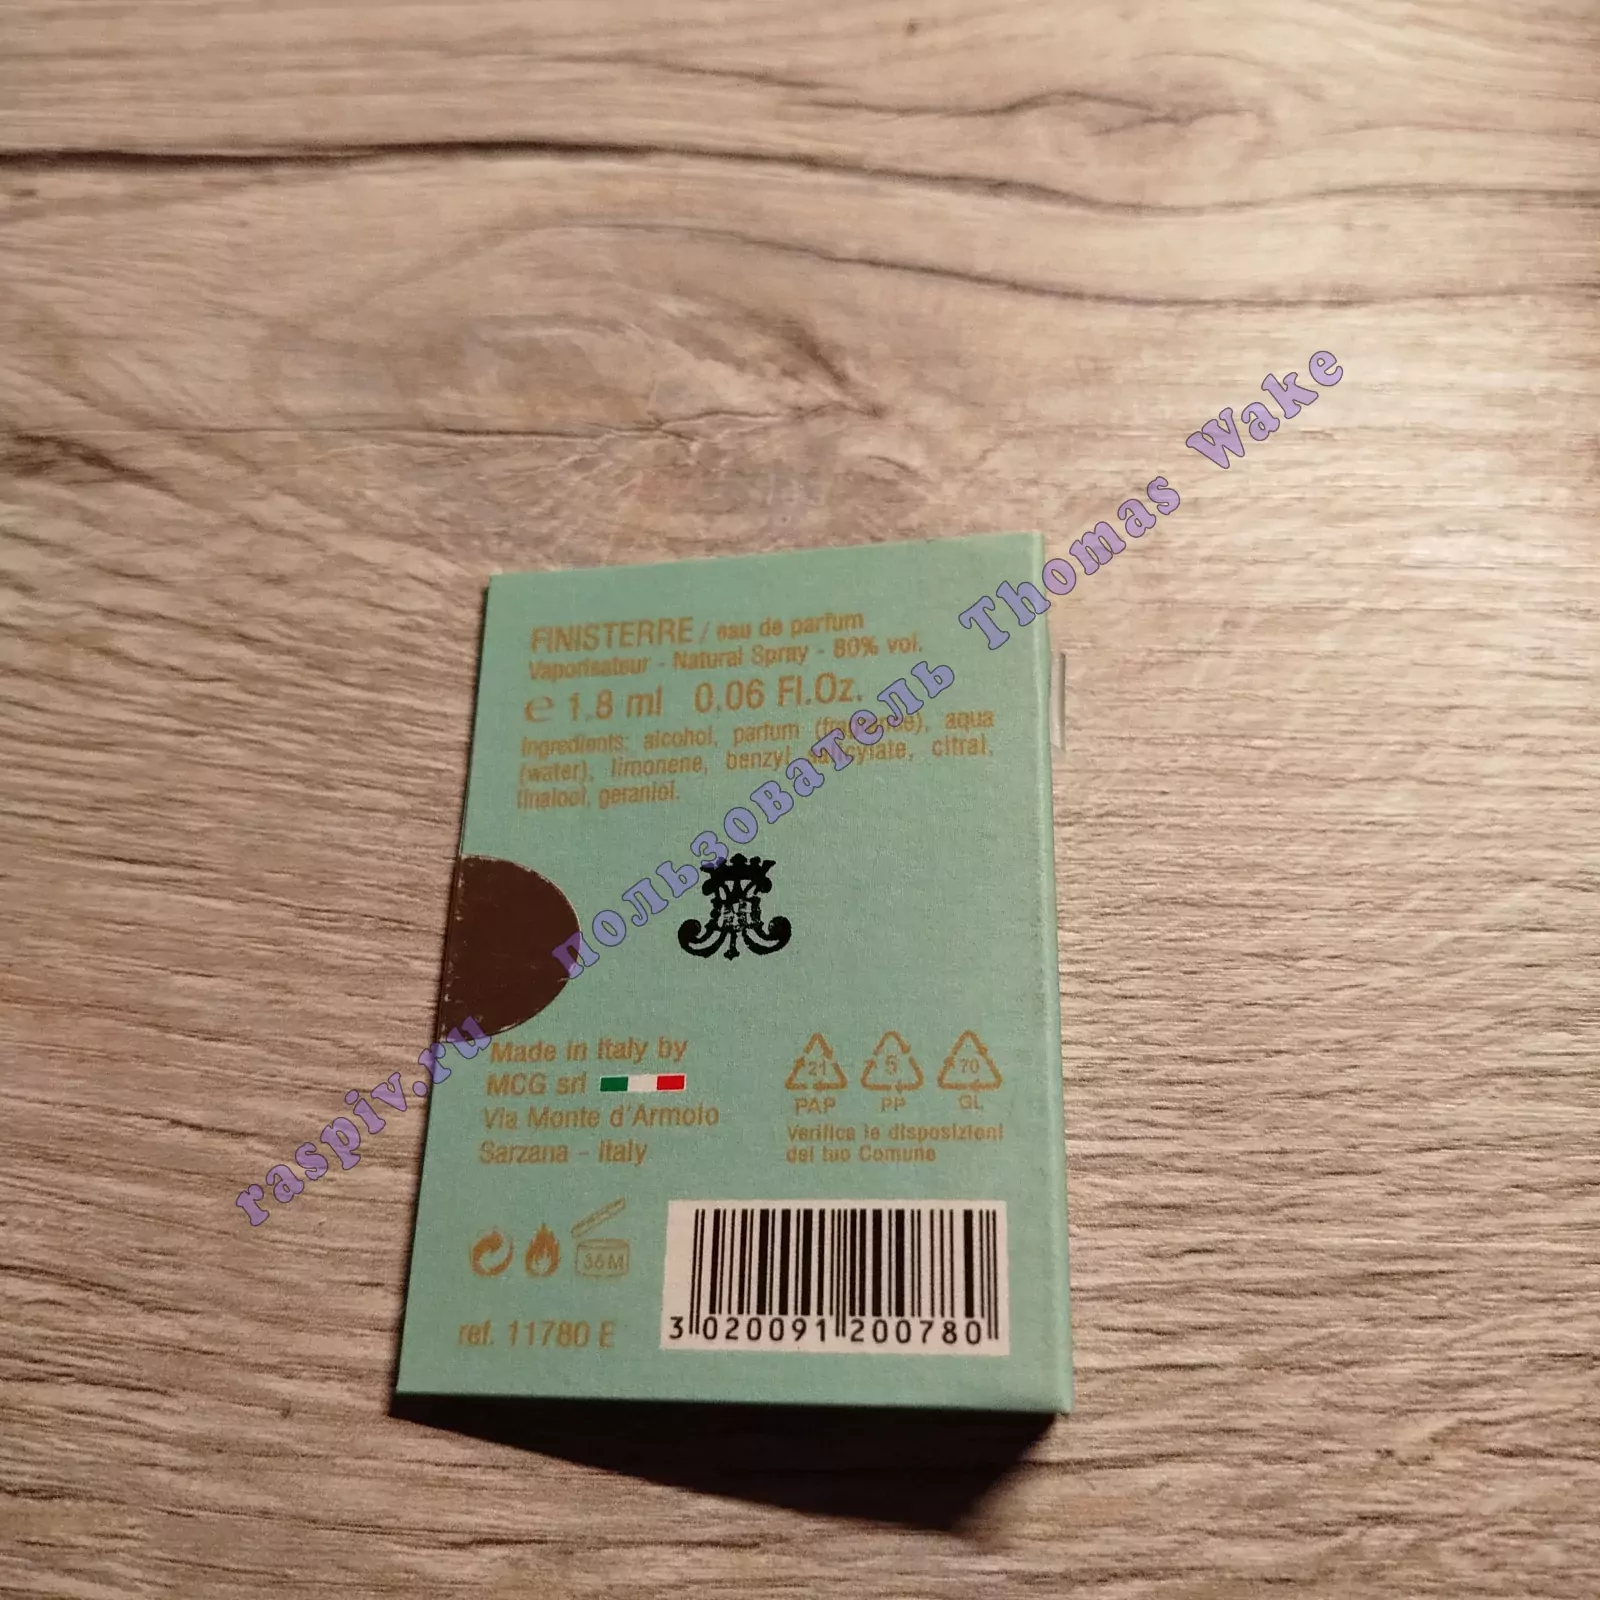 FINISTERRE / eau de parfum
Vaporisateur - Natural Spray - 80% vol.
℮ 1.8 ml 0.06 Fl.Oz.
Ingredients: alcohol, parfum (fragrance), aqua
(water), limonene, benzyl salicylate, citral,
linalool, geraniol.
Made in Italy by
MCG srl
Via Monte d'Armolo
Sarzana - Italy
21 5 70
PAP PP GL
Verifica le disposizioni
del tuo Comune
36M
ref. 11780 E
3 020091 200780
raspiv.ru пользователь Thomas Wake